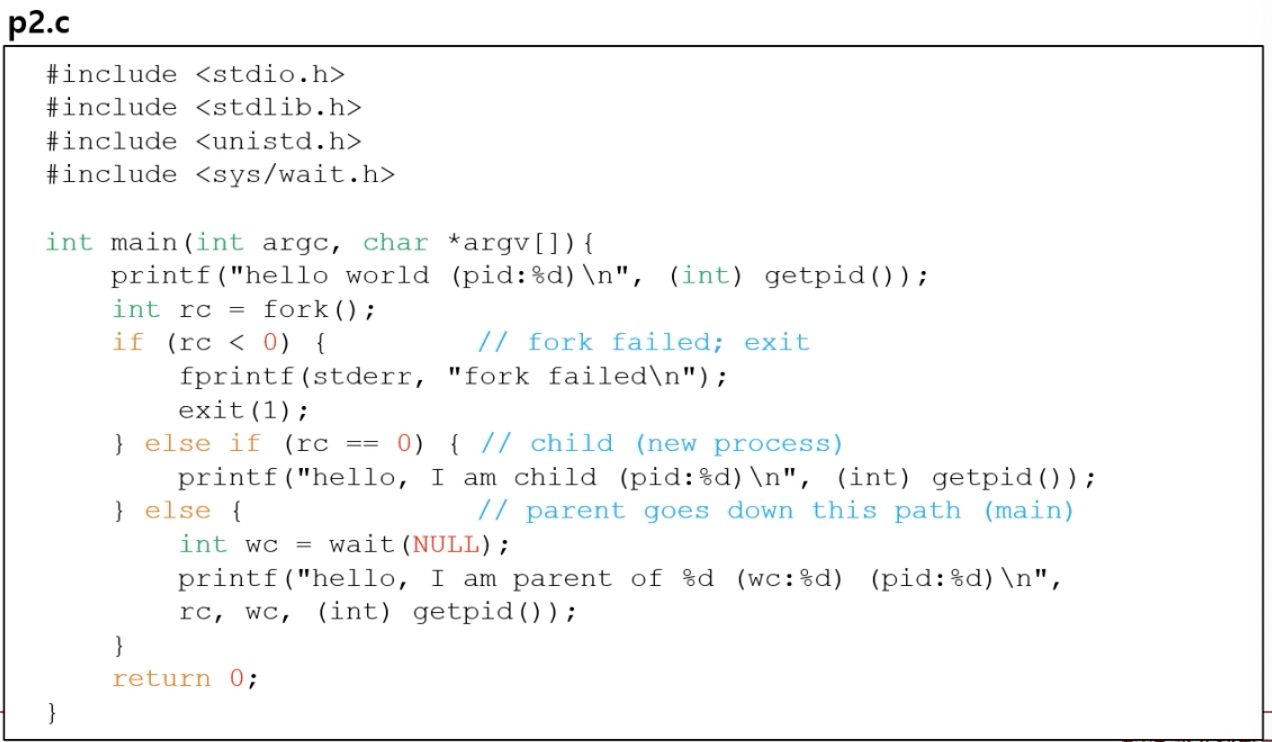 p2.c
#include <stdio.h>
#include <stdlib.h>
#include <unistd.h>
#include <sys/wait.h>
int main(int argc, char *argv[]){
printf("hello world (pid:%d)\n", (int) getpid());
int rc = fork();
if (rc < 0) { // fork failed; exit
fprintf(stderr, "fork failed\n");
exit(1);
} else if (rc == 0) { // child (new process)
printf("hello, I am child (pid:%d)\n", (int) getpid());
} else { // parent goes down this path (main)
int wc = wait(NULL);
printf("hello, I am parent of %d (wc:%d) (pid:%d)\n",
rc, wc, (int) getpid());
}
return 0;
}